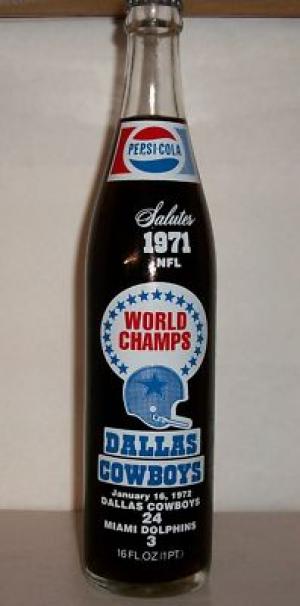 PEPSI-COLA
Salutes
1971
NFL
WORLD
CHAMPS
DALLAS
COWBOYS
January 16, 1972
DALLAS COWBOYS
24
MIAMI DOLPHINS
3
16 FL OZ (1 PT.)